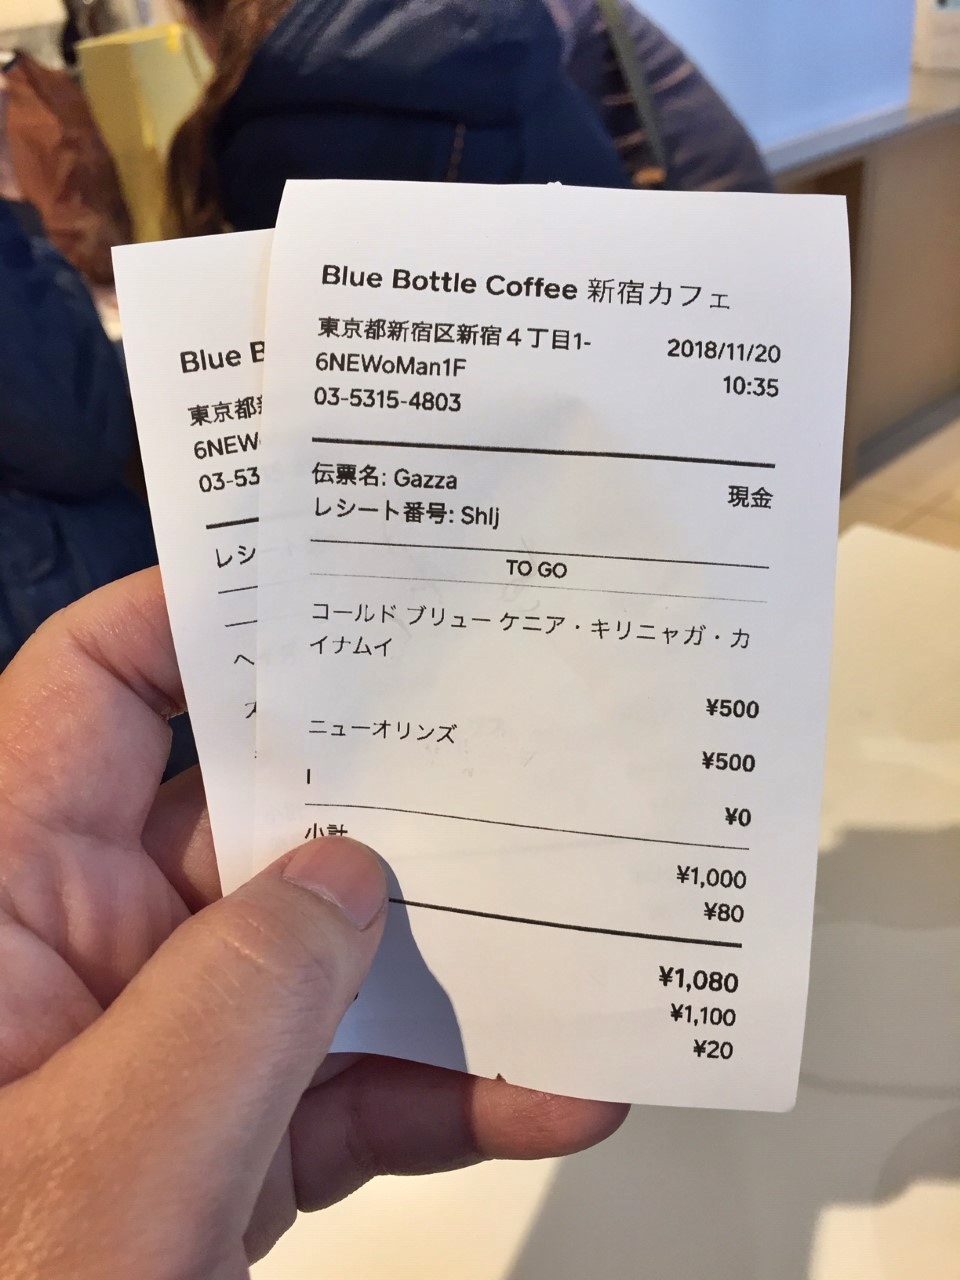 Blue Bottle Coffee 新宿カフェ
東京都新宿区新宿4丁目1-
6NEWoMan1F
03-5315-4803
2018/11/20
10:35
伝票名: Gazza
レシート番号: Shlj
現金
TO GO
コールド ブリュー ケニア・キリニャガ・カ
イナムイ
¥500
ニューオリンズ
¥500
I
¥0
小計
¥1,000
¥80
¥1,080
¥1,100
¥20
Blue B
東京都
6NEW
03-53
レシ